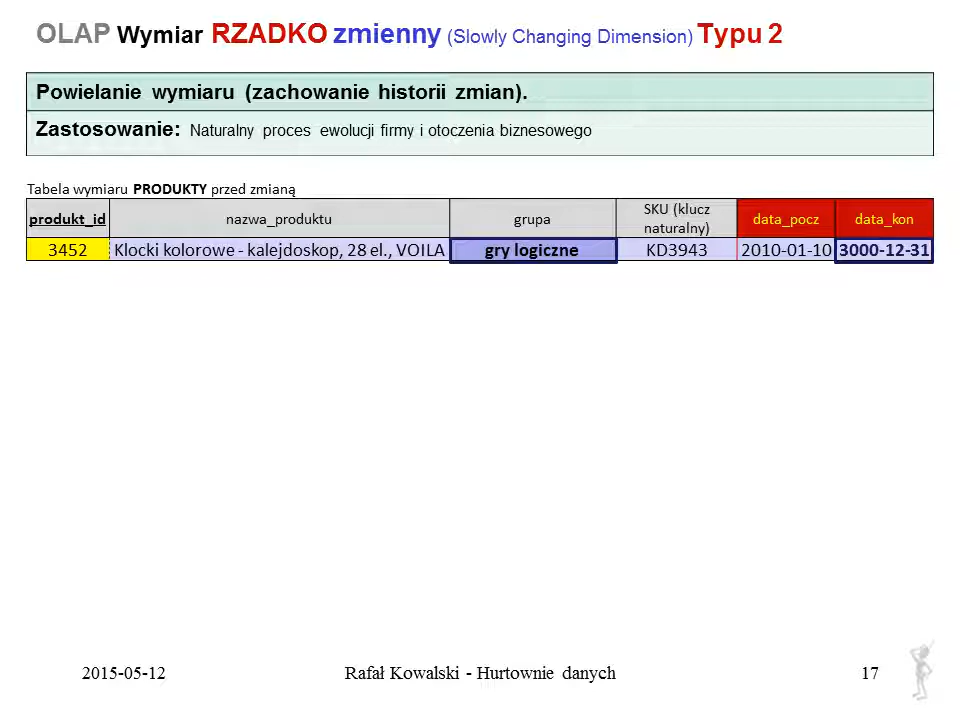 OLAP Wymiar RZADKO zmienny (Slowly Changing Dimension) Typu 2
Powielanie wymiaru (zachowanie historii zmian).
Zastosowanie: Naturalny proces ewolucji firmy i otoczenia biznesowego
Tabela wymiaru PRODUKTY przed zmianą
produkt_id nazwa_produktu grupa SKU (klucz naturalny) data_pocz data_kon
3452 Klocki kolorowe - kalejdoskop, 28 el., VOILA gry logiczne KD3943 2010-01-10 3000-12-31
2015-05-12 Rafał Kowalski - Hurtownie danych 17